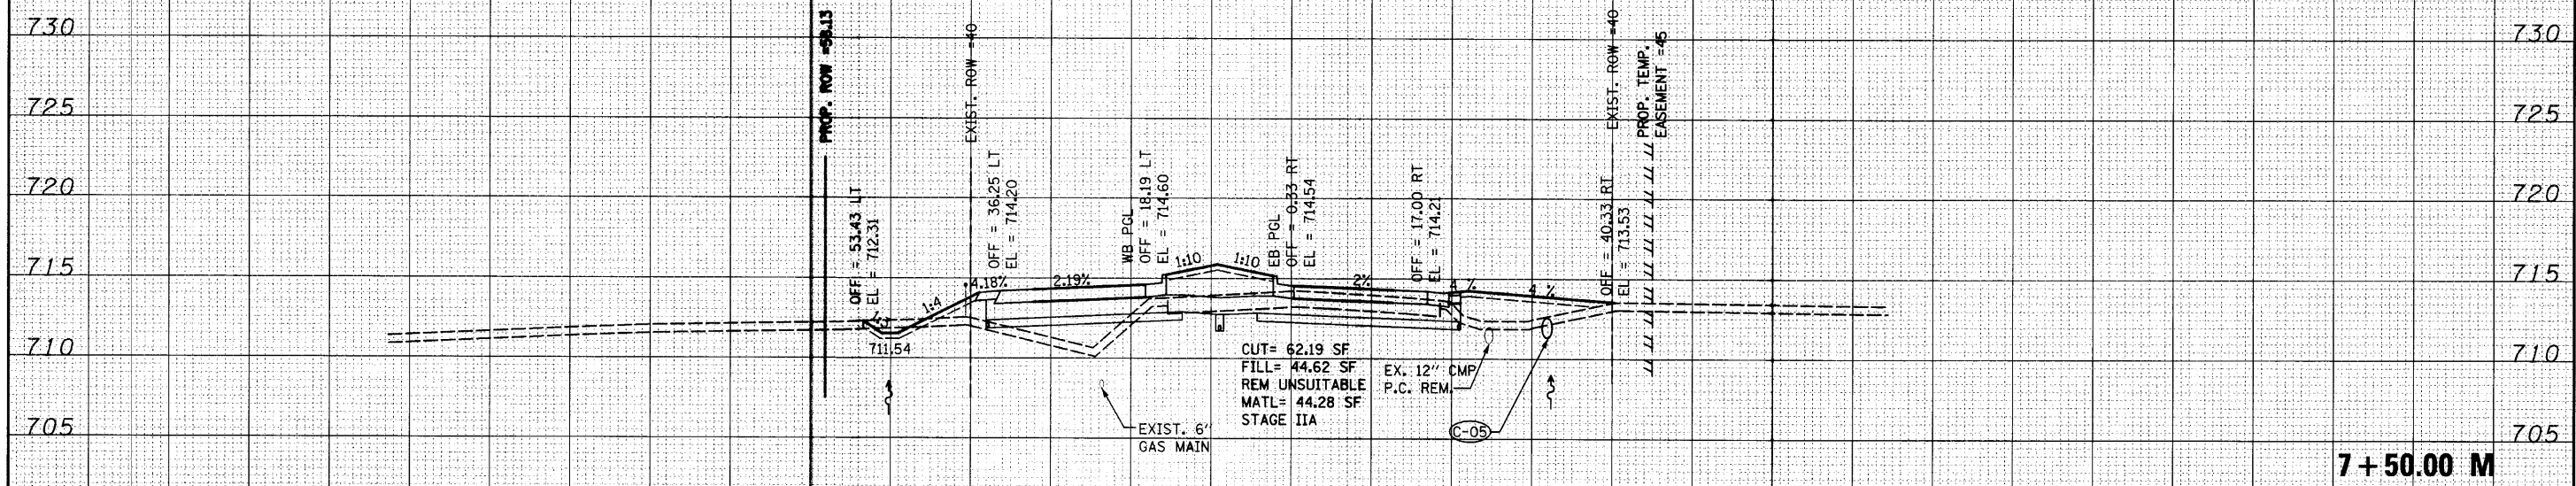 730
725
720
715
710
705
PROP. ROW =58.13
EXIST. ROW =40
OFF = 53.43 LT
EL = 712.31
OFF = 36.25 LT
EL = 714.20
WB PGL
OFF = 18.19 LT
EL = 714.60
EB PGL
OFF = 0.33 RT
EL = 714.54
OFF = 17.00 RT
EL = 714.21
EXIST. ROW =40
PROP. TEMP.
EASEMENT =45
OFF = 40.33 RT
EL = 713.53
1:3
1:4
4.18%
2.19%
1:10
1:10
2%
4 %
4 %
711.54
EXIST. 6"
GAS MAIN
CUT= 62.19 SF
FILL= 44.62 SF
REM UNSUITABLE
MATL= 44.28 SF
STAGE IIA
EX. 12" CMP
P.C. REM.
C-05
730
725
720
715
710
705
7+50.00 M